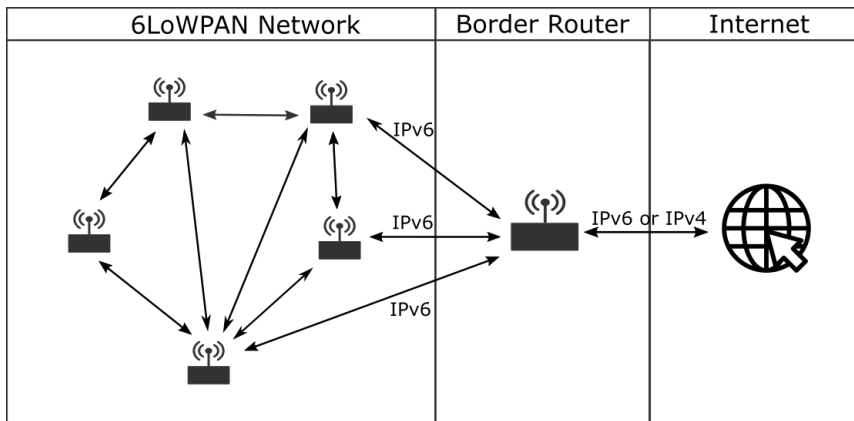 6LoWPAN Network
Border Router
Internet
IPv6
IPv6
IPv6 or IPv4
IPv6